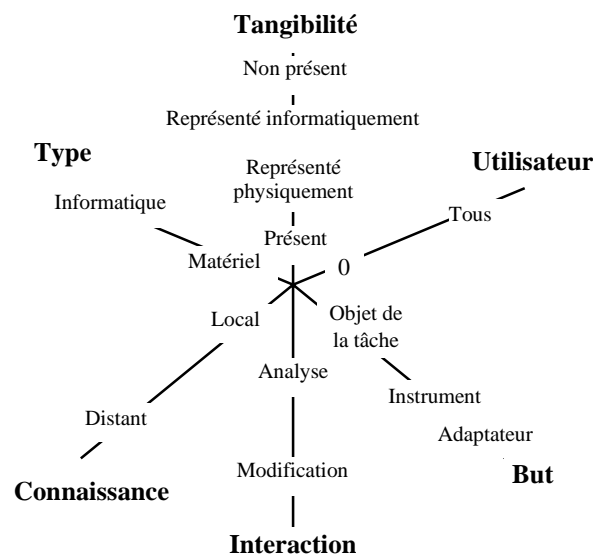 Tangibilité
Non présent
Représenté informatiquement
Type
Représenté
physiquement
Utilisateur
Informatique
Tous
Présent
Matériel
0
Local
Objet de
la tâche
Analyse
Instrument
Distant
Adaptateur
Modification
But
Connaissance
Interaction